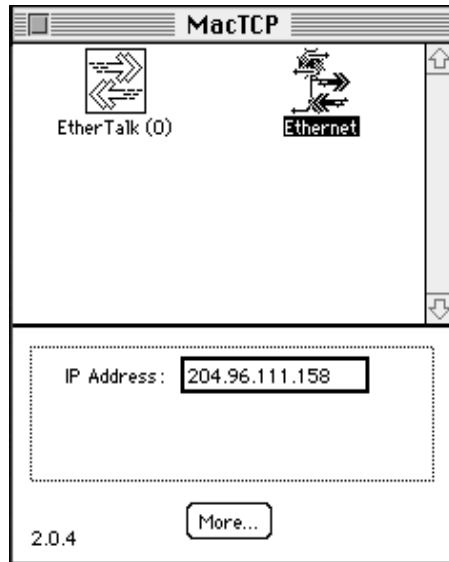 MacTCP
EtherTalk (0)
Ethernet
IP Address: 204.96.111.158
More...
2.0.4